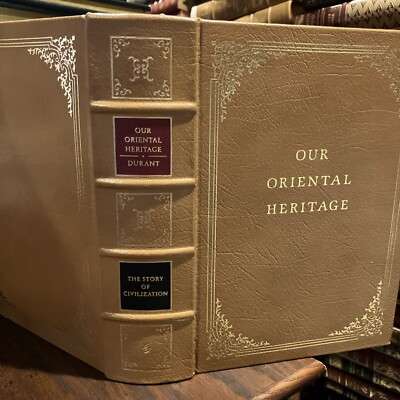 OUR
ORIENTAL
HERITAGE
DURANT
THE STORY
OF
CIVILIZATION
OUR
ORIENTAL
HERITAGE